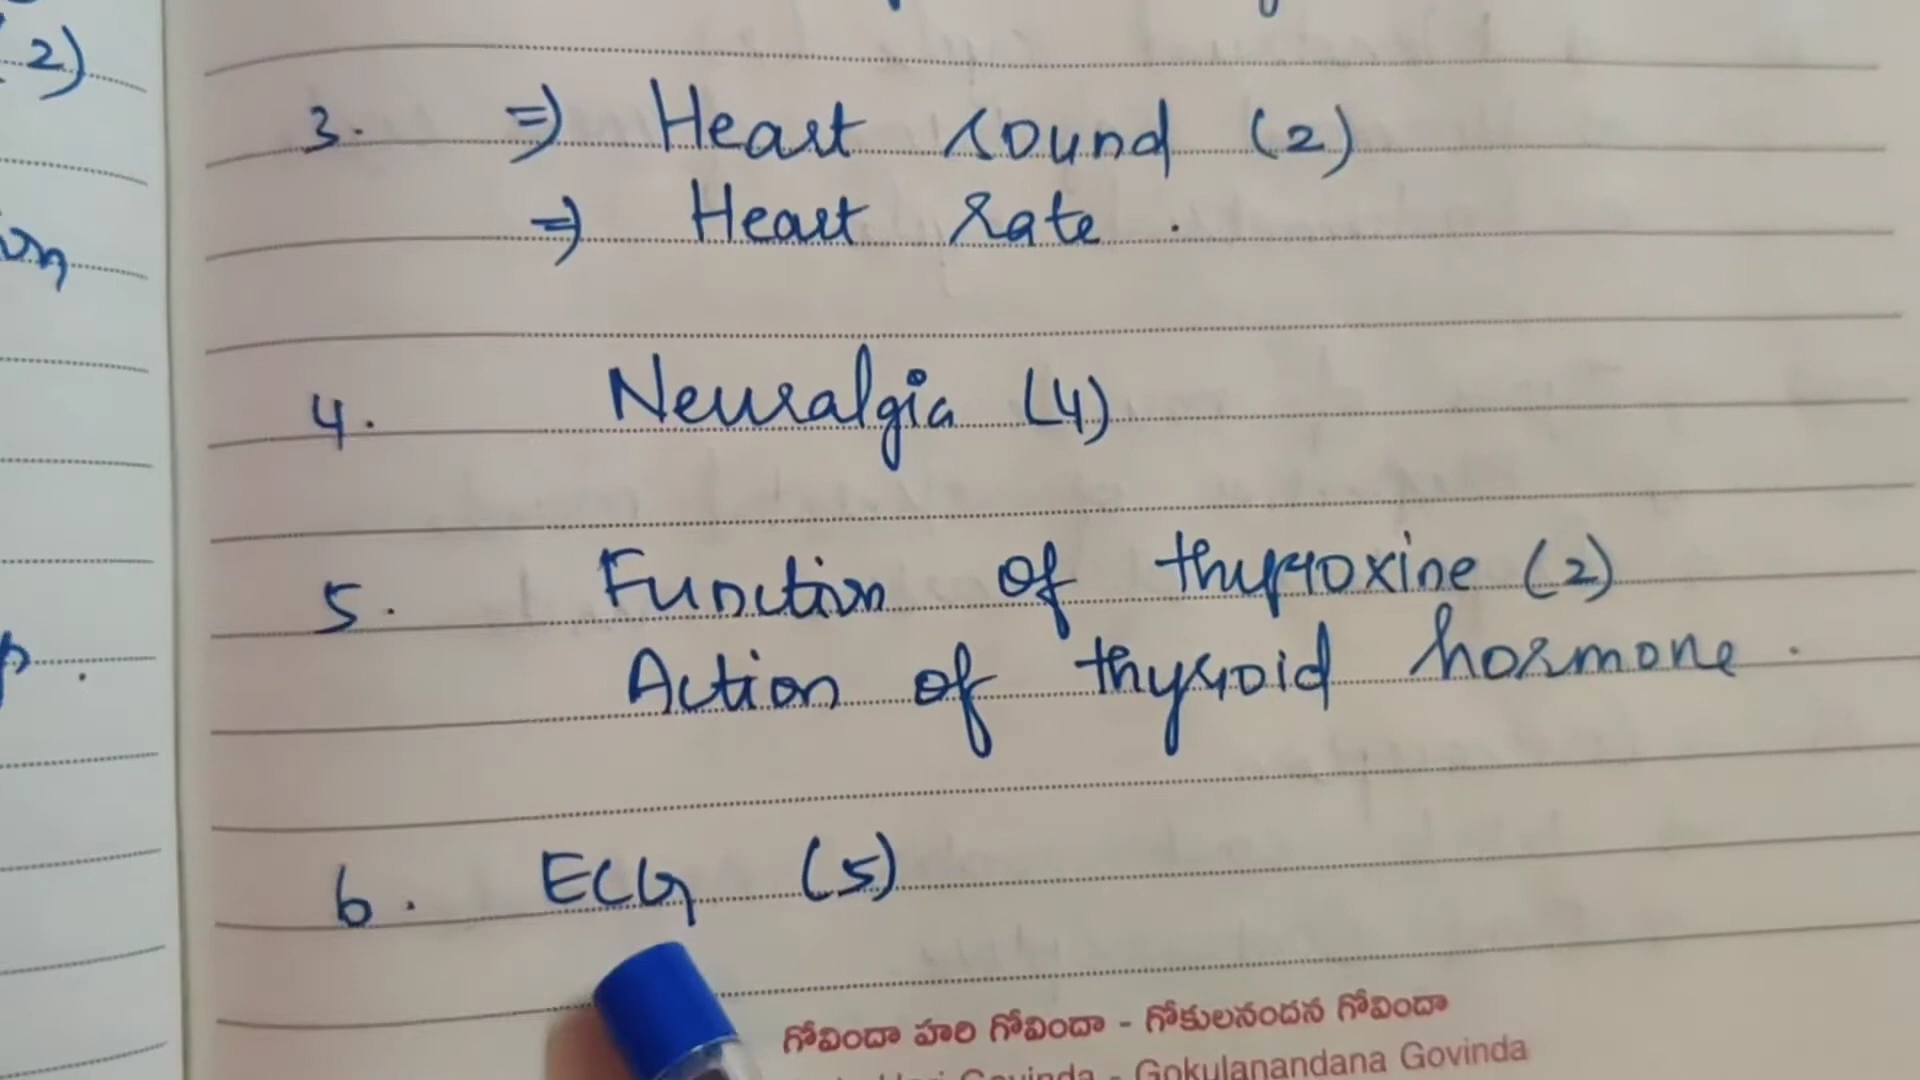 2)
3. ⇒ Heart sound (2)
⇒ Heart rate .
4. Neuralgia (4)
5. Function of thyroxine (2)
Action of thyroid hormone .
6. ECG (5)
గోవిందా హరి గోవిందా - గోకులనందన గోవిందా
Govinda - Gokulanandana Govinda